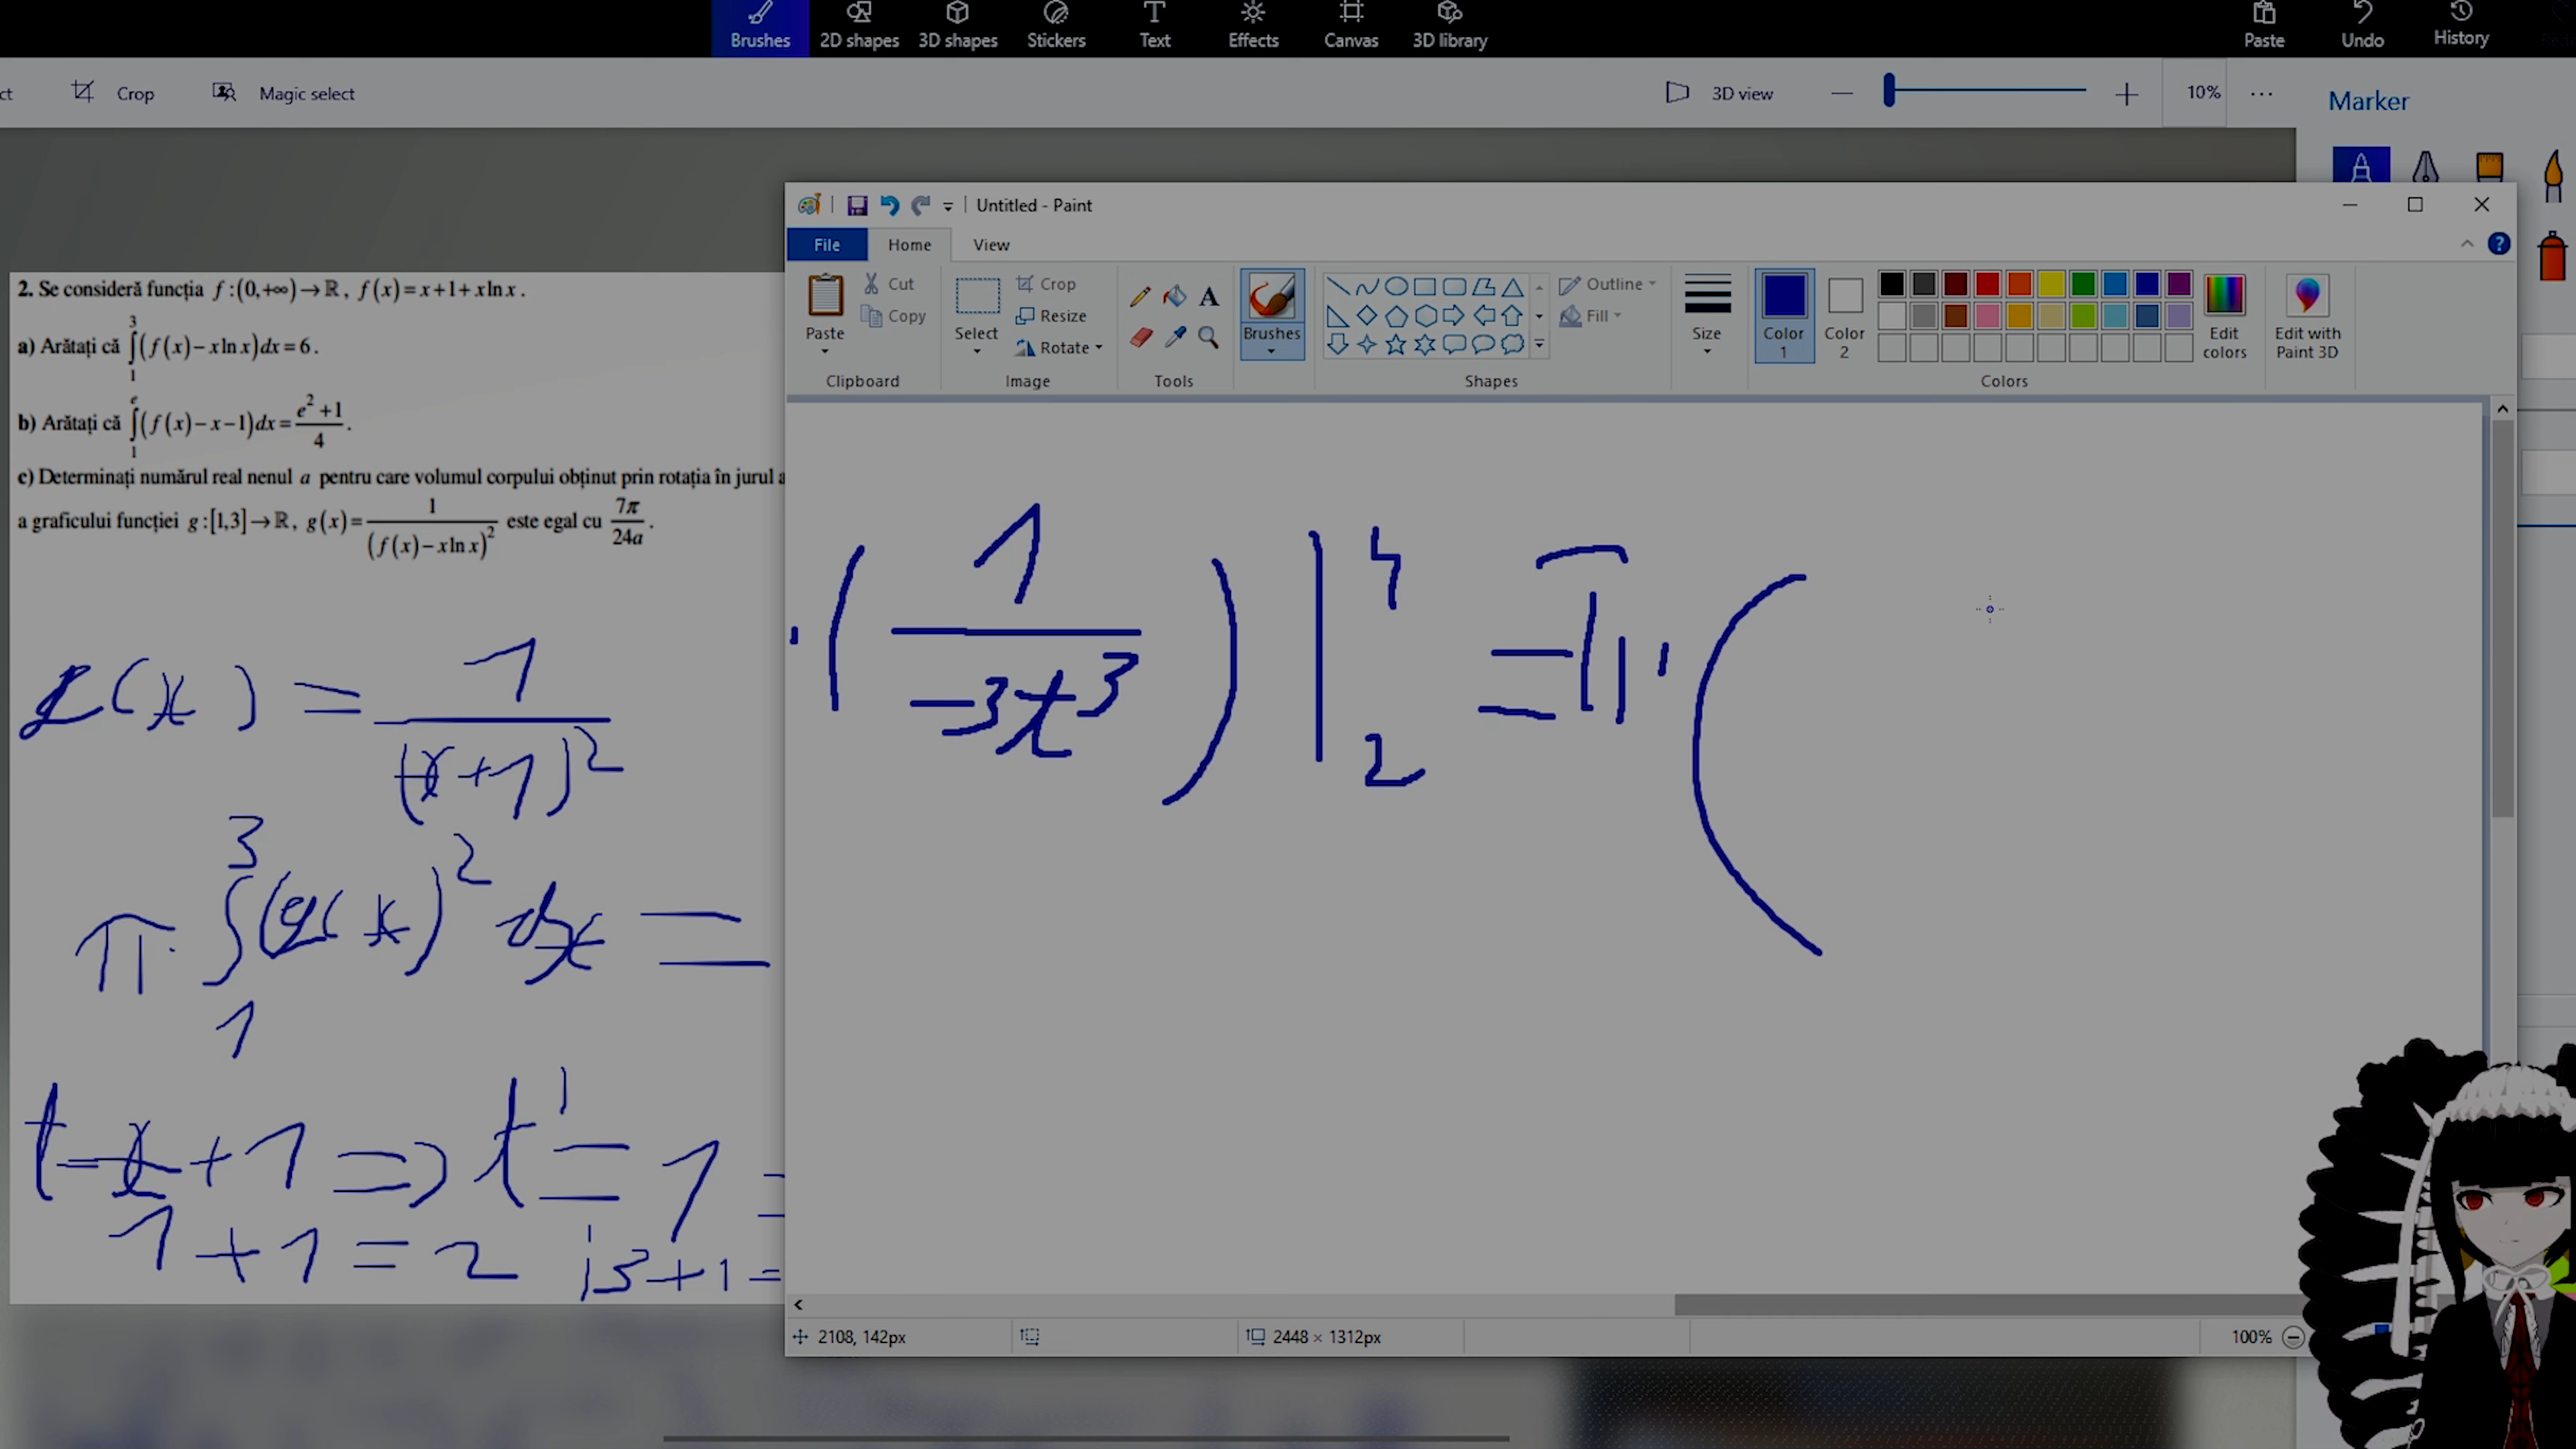 Brushes 2D shapes 3D shapes Stickers Text Effects Canvas 3D library Paste Undo History
ct Crop Magic select 3D view 10% ...
Marker
Untitled - Paint
File Home View
Paste Cut Copy Select Crop Resize Rotate Brushes Outline Fill Size Color 1 Color 2 Edit colors Edit with Paint 3D
Clipboard Image Tools Shapes Colors
2. Se consideră funcția f:(0,+∞)→ℝ, f(x)=x+1+x ln x.
a) Arătați că ∫₁³(f(x)−x ln x)dx=6.
b) Arătați că ∫₁ᵉ(f(x)−x−1)dx=(e²+1)/4.
c) Determinați numărul real nenul a pentru care volumul corpului obținut prin rotația în jurul a
a graficului funcției g:[1,3]→ℝ, g(x)=1/(f(x)−x ln x)² este egal cu 7π/24a.
g(x) = 1/(x+1)²
π·∫₁³(g(x))² dx =
t=x+1 => t' = 1 =
1+1=2 ; 3+1=
·(1/−3t³)|₂⁴ = π·(
2108, 142px 2448 × 1312px 100%